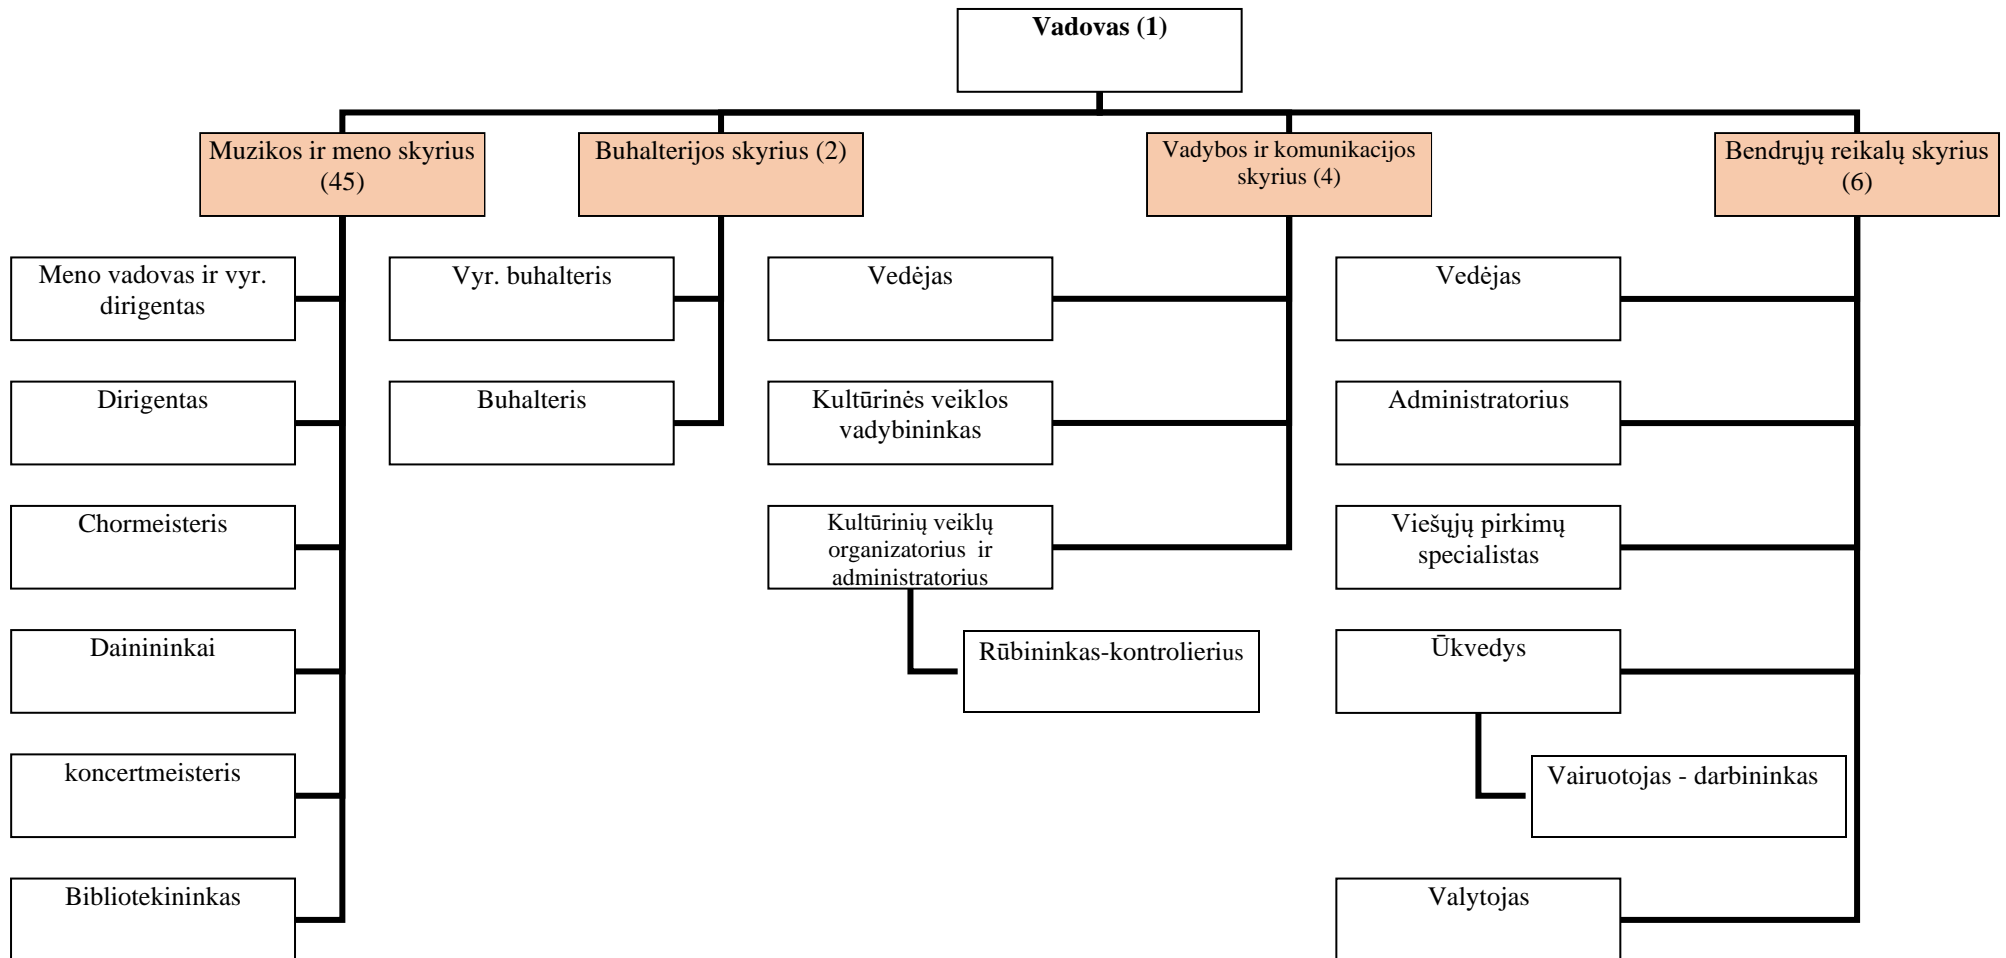 Vadovas (1)
Muzikos ir meno skyrius
(45)
Buhalterijos skyrius (2)
Vadybos ir komunikacijos
skyrius (4)
Bendrųjų reikalų skyrius
(6)
Meno vadovas ir vyr.
dirigentas
Dirigentas
Chormeisteris
Dainininkai
koncertmeisteris
Bibliotekininkas
Vyr. buhalteris
Buhalteris
Vedėjas
Kultūrinės veiklos
vadybininkas
Kultūrinių veiklų
organizatorius ir
administratorius
Rūbininkas-kontrolierius
Vedėjas
Administratorius
Viešųjų pirkimų
specialistas
Ūkvedys
Vairuotojas - darbininkas
Valytojas